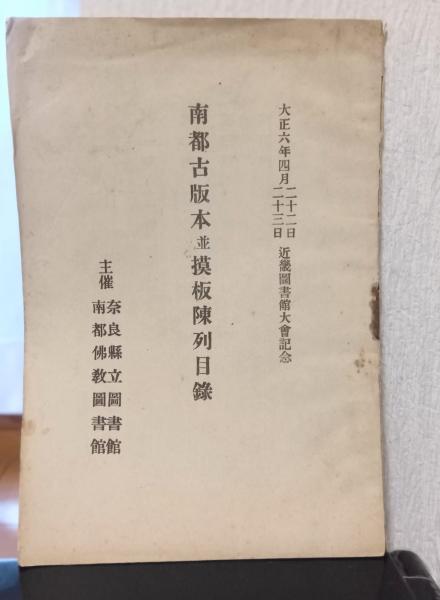 大正六年四月二十二日二十三日 近畿圖書館大會記念
南都古版本並摸板陳列目錄
主催 奈良縣立圖書館
南都佛敎圖書館